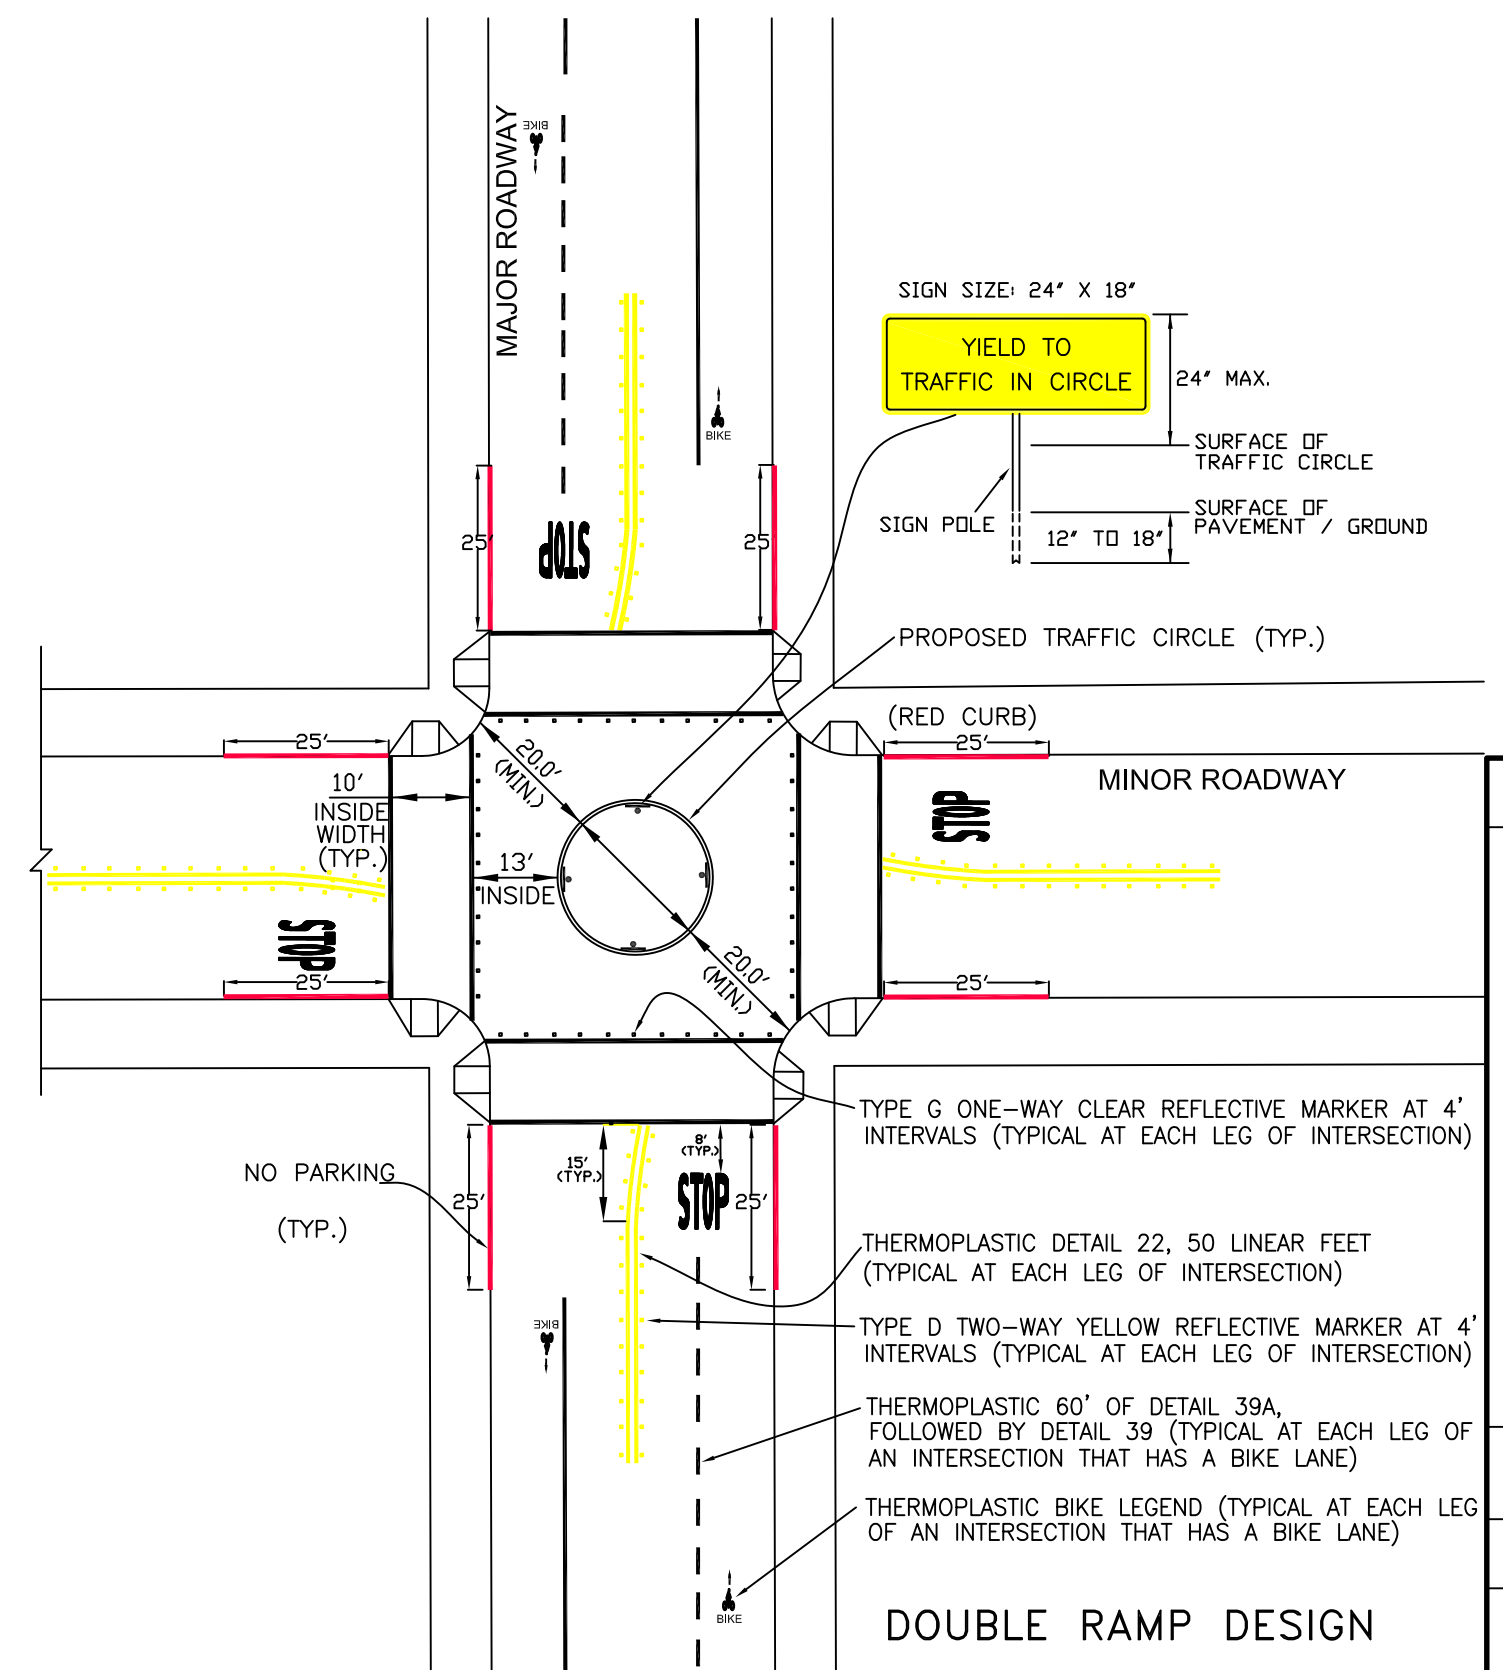 MAJOR ROADWAY
BIKE
BIKE
SIGN SIZE: 24" X 18"
YIELD TO
TRAFFIC IN CIRCLE
24" MAX.
SURFACE OF
TRAFFIC CIRCLE
SIGN POLE
SURFACE OF
PAVEMENT / GROUND
12" TO 18"
25'
25'
STOP
PROPOSED TRAFFIC CIRCLE (TYP.)
(RED CURB)
25'
25'
MINOR ROADWAY
STOP
20.0'
(MIN.)
10'
INSIDE
WIDTH
(TYP.)
13'
INSIDE
STOP
20.0'
(MIN.)
25'
25'
TYPE G ONE-WAY CLEAR REFLECTIVE MARKER AT 4'
INTERVALS (TYPICAL AT EACH LEG OF INTERSECTION)
NO PARKING
(TYP.)
25'
15'
(TYP.)
8'
(TYP.)
STOP
25'
THERMOPLASTIC DETAIL 22, 50 LINEAR FEET
(TYPICAL AT EACH LEG OF INTERSECTION)
BIKE
TYPE D TWO-WAY YELLOW REFLECTIVE MARKER AT 4'
INTERVALS (TYPICAL AT EACH LEG OF INTERSECTION)
THERMOPLASTIC 60' OF DETAIL 39A,
FOLLOWED BY DETAIL 39 (TYPICAL AT EACH LEG OF
AN INTERSECTION THAT HAS A BIKE LANE)
THERMOPLASTIC BIKE LEGEND (TYPICAL AT EACH LEG
OF AN INTERSECTION THAT HAS A BIKE LANE)
BIKE
DOUBLE RAMP DESIGN